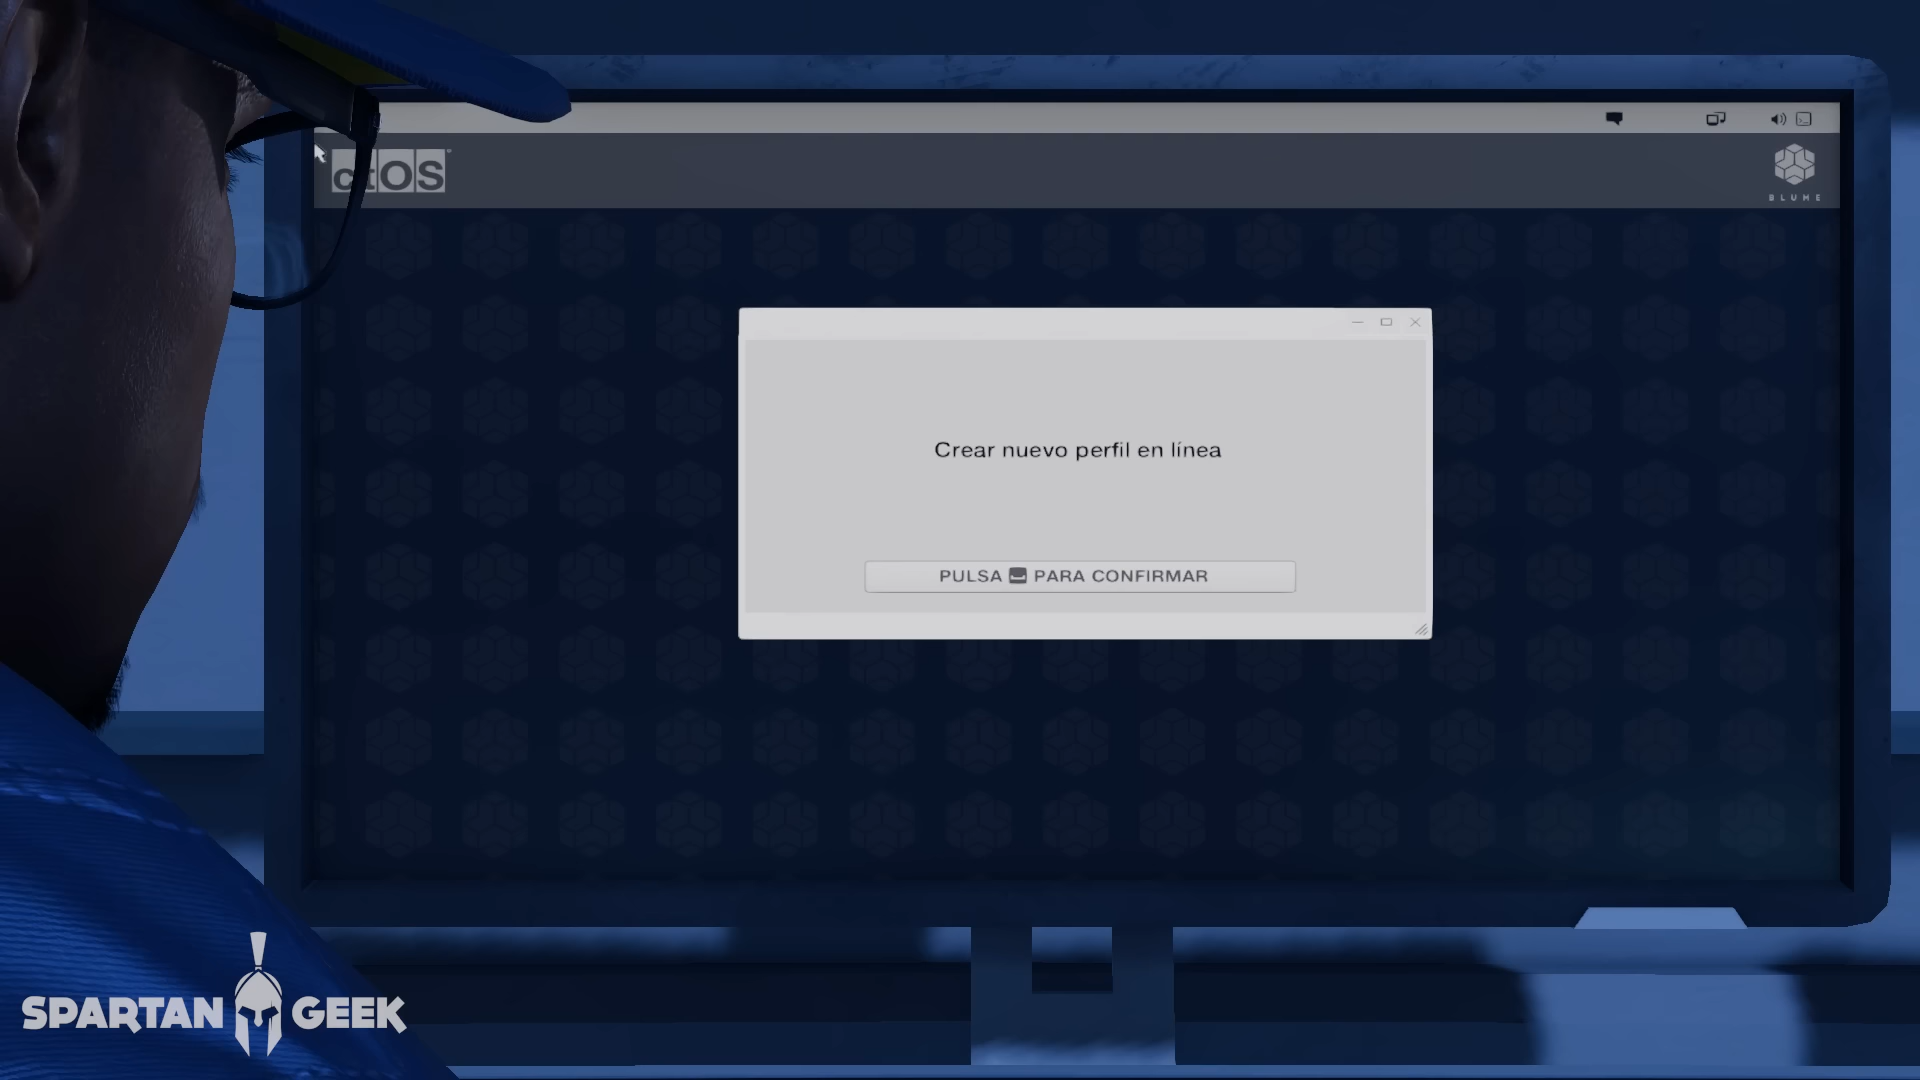 ctOS
BLUME
Crear nuevo perfil en línea
PULSA PARA CONFIRMAR
SPARTAN GEEK